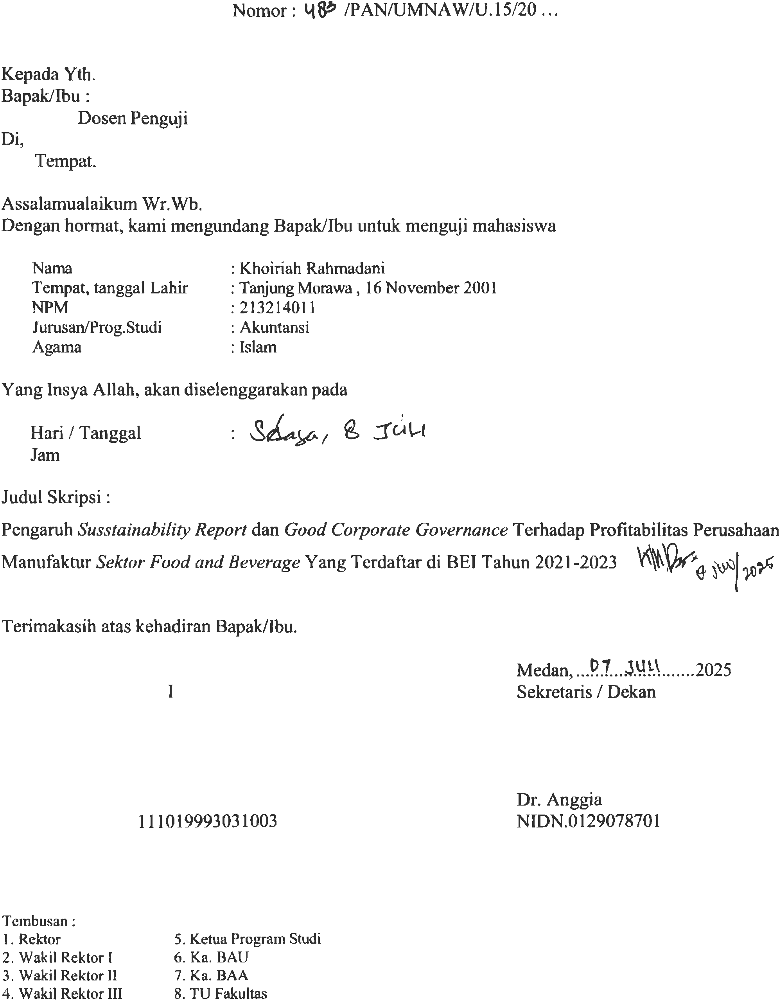 Nomor : 483 /PAN/UMNAW/U.15/20 ...
Kepada Yth.
Bapak/Ibu :
Dosen Penguji
Di,
Tempat.
Assalamualaikum Wr.Wb.
Dengan hormat, kami mengundang Bapak/Ibu untuk menguji mahasiswa
Nama : Khoiriah Rahmadani
Tempat, tanggal Lahir : Tanjung Morawa , 16 November 2001
NPM : 213214011
Jurusan/Prog.Studi : Akuntansi
Agama : Islam
Yang Insya Allah, akan diselenggarakan pada
Hari / Tanggal : Selasa, 8 Juli
Jam
Judul Skripsi :
Pengaruh Susstainability Report dan Good Corporate Governance Terhadap Profitabilitas Perusahaan
Manufaktur Sektor Food and Beverage Yang Terdaftar di BEI Tahun 2021-2023 /2025
Terimakasih atas kehadiran Bapak/Ibu.
Medan, ...07 JULI.......2025
I Sekretaris / Dekan
Dr. Anggia
111019993031003 NIDN.0129078701
Tembusan :
1. Rektor 5. Ketua Program Studi
2. Wakil Rektor I 6. Ka. BAU
3. Wakil Rektor II 7. Ka. BAA
4. Wakil Rektor III 8. TU Fakultas